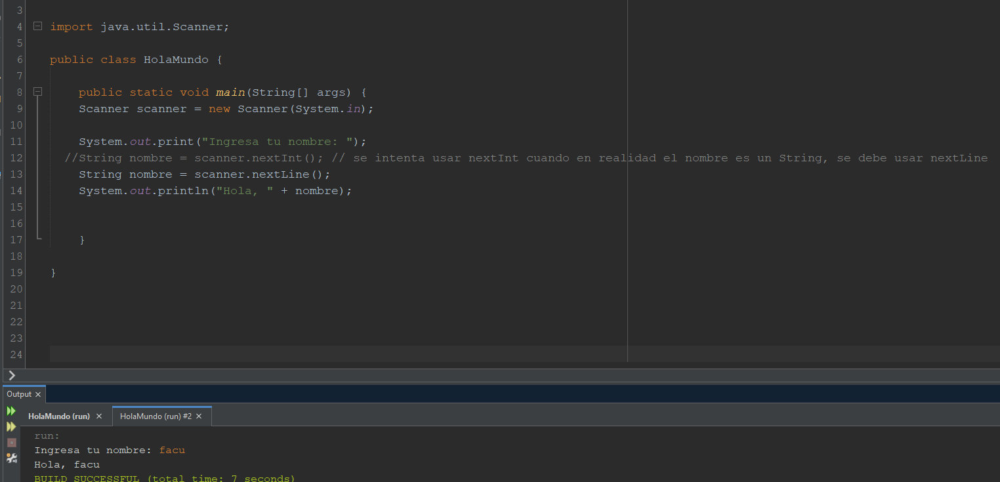 3
4 import java.util.Scanner;
5
6 public class HolaMundo {
7
8 public static void main(String[] args) {
9 Scanner scanner = new Scanner(System.in);
10
11 System.out.print("Ingresa tu nombre: ");
12 //String nombre = scanner.nextInt(); // se intenta usar nextInt cuando en realidad el nombre es un String, se debe usar nextLine
13 String nombre = scanner.nextLine();
14 System.out.println("Hola, " + nombre);
15
16
17 }
18
19 }
20
21
22
23
24
Output
HolaMundo (run) HolaMundo (run) #2
run:
Ingresa tu nombre: facu
Hola, facu
BUILD SUCCESSFUL (total time: 7 seconds)